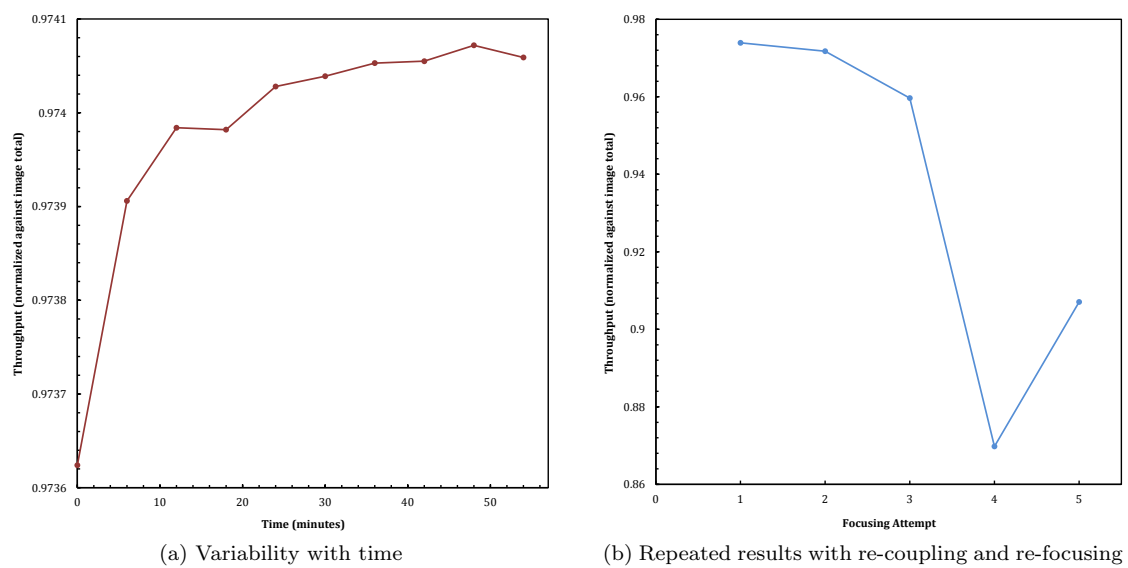 0.9741
0.974
0.9739
0.9738
0.9737
0.9736
Throughput (normalized against image total)
0 10 20 30 40 50
Time (minutes)
(a) Variability with time
0.98
0.96
0.94
0.92
0.9
0.88
0.86
Throughput (normalized against image total)
0 1 2 3 4 5
Focusing Attempt
(b) Repeated results with re-coupling and re-focusing